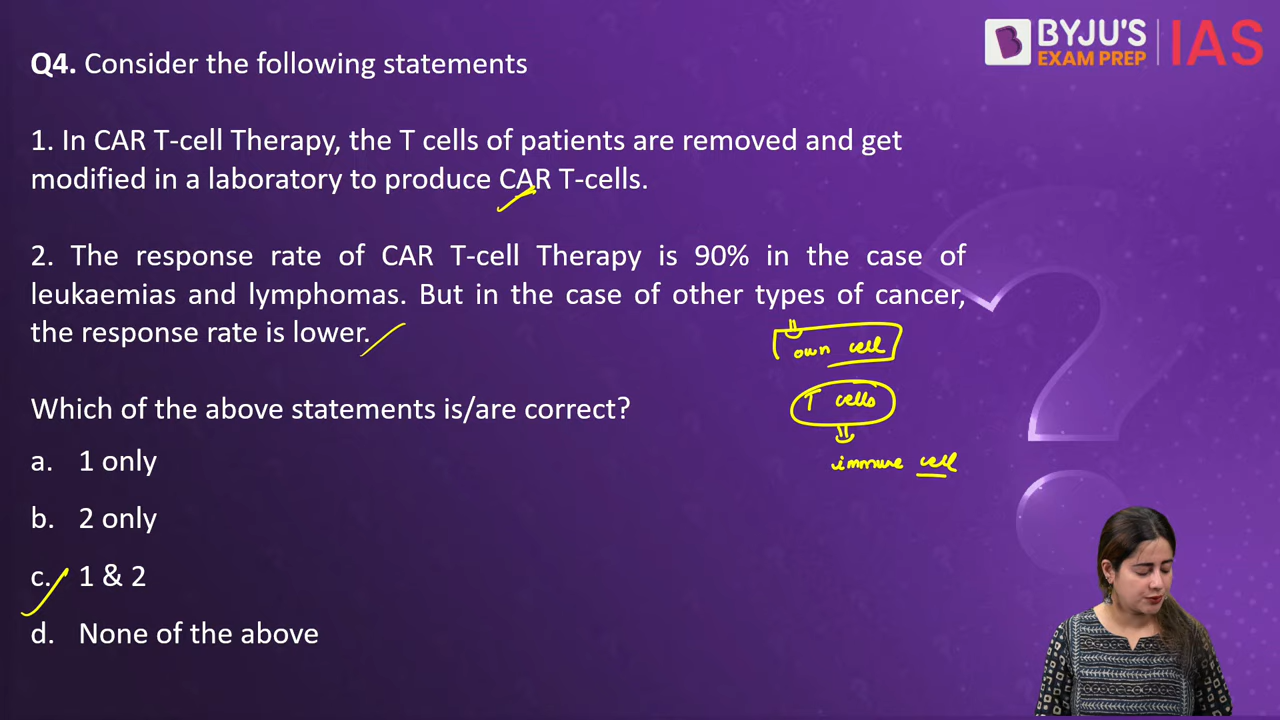 BYJU'S
EXAM PREP
IAS
Q4. Consider the following statements
1. In CAR T-cell Therapy, the T cells of patients are removed and get
modified in a laboratory to produce CAR T-cells.
2. The response rate of CAR T-cell Therapy is 90% in the case of
leukaemias and lymphomas. But in the case of other types of cancer,
the response rate is lower.
own cell
T cells
immune cell
Which of the above statements is/are correct?
a. 1 only
b. 2 only
c. 1 & 2
d. None of the above